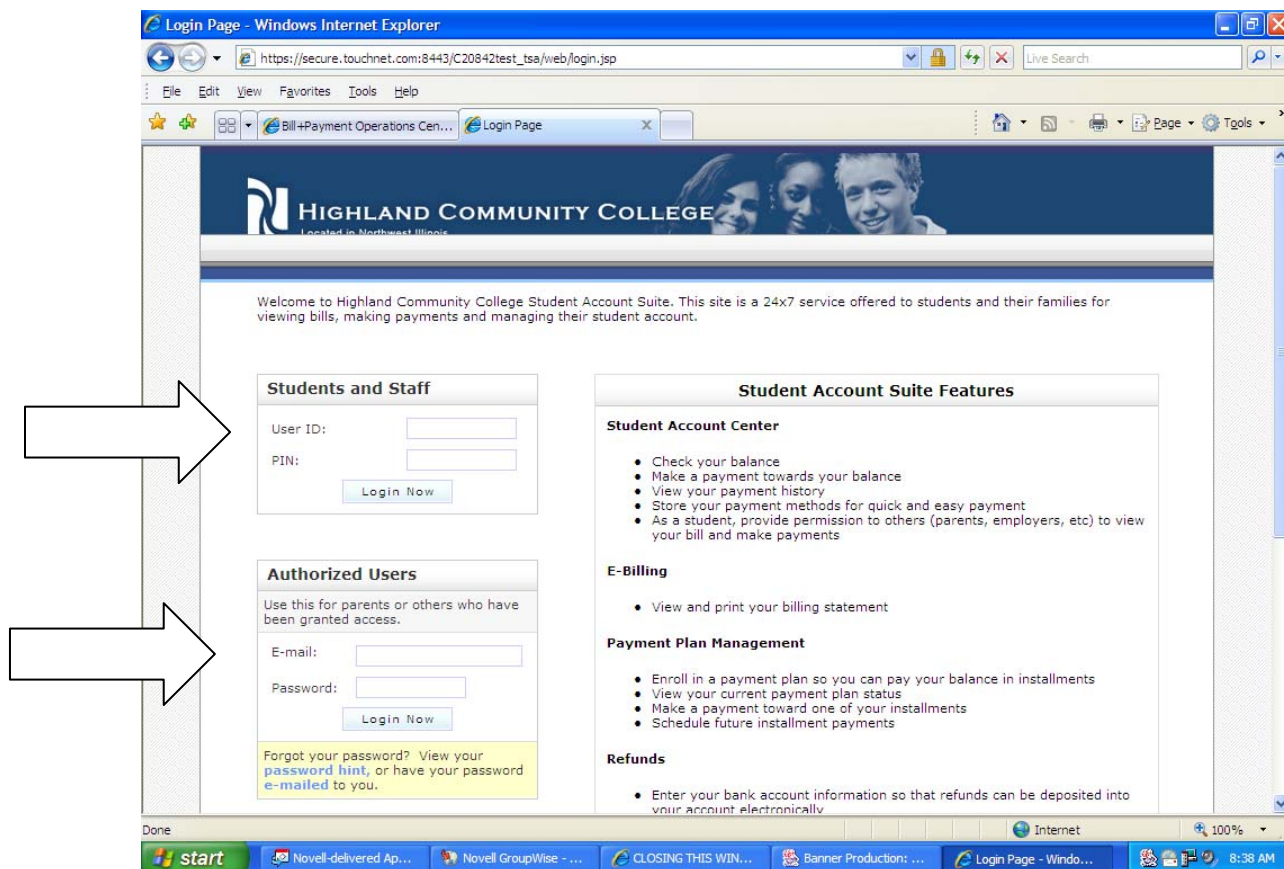 Login Page - Windows Internet Explorer
https://secure.touchnet.com:8443/C20842test_tsa/web/login.jsp
Live Search
File Edit View Favorites Tools Help
Bill+Payment Operations Cen...
Login Page
Page
Tools
HIGHLAND COMMUNITY COLLEGE
Located in Northwest Illinois
Welcome to Highland Community College Student Account Suite. This site is a 24x7 service offered to students and their families for
viewing bills, making payments and managing their student account.
Students and Staff
User ID:
PIN:
Login Now
Authorized Users
Use this for parents or others who have
been granted access.
E-mail:
Password:
Login Now
Forgot your password? View your
password hint, or have your password
e-mailed to you.
Student Account Suite Features
Student Account Center
• Check your balance
• Make a payment towards your balance
• View your payment history
• Store your payment methods for quick and easy payment
• As a student, provide permission to others (parents, employers, etc) to view
your bill and make payments
E-Billing
• View and print your billing statement
Payment Plan Management
• Enroll in a payment plan so you can pay your balance in installments
• View your current payment plan status
• Make a payment toward one of your installments
• Schedule future installment payments
Refunds
• Enter your bank account information so that refunds can be deposited into
your account electronically
Done
Internet
100%
start
Novell-delivered Ap...
Novell GroupWise - ...
CLOSING THIS WIN...
Banner Production: ...
Login Page - Windo...
8:38 AM